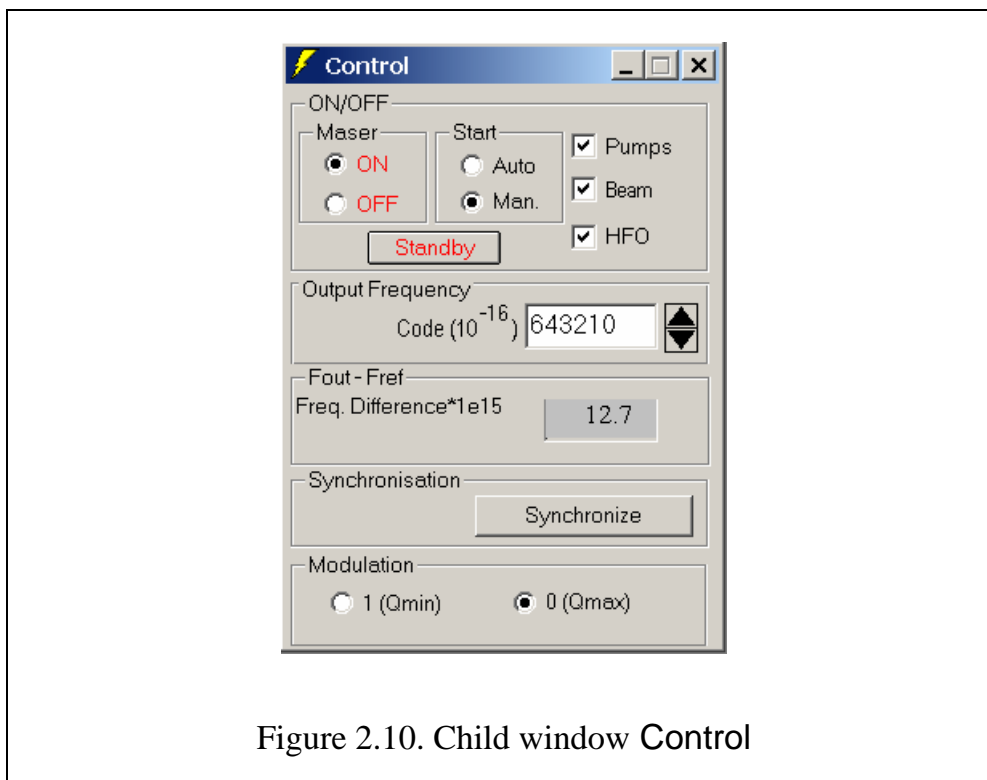 Control
ON/OFF
Maser
ON
OFF
Start
Auto
Man.
Pumps
Beam
HFO
Standby
Output Frequency
Code (10^-16) 643210
Fout - Fref
Freq. Difference*1e15 12.7
Synchronisation
Synchronize
Modulation
1 (Qmin) 0 (Qmax)
Figure 2.10. Child window Control